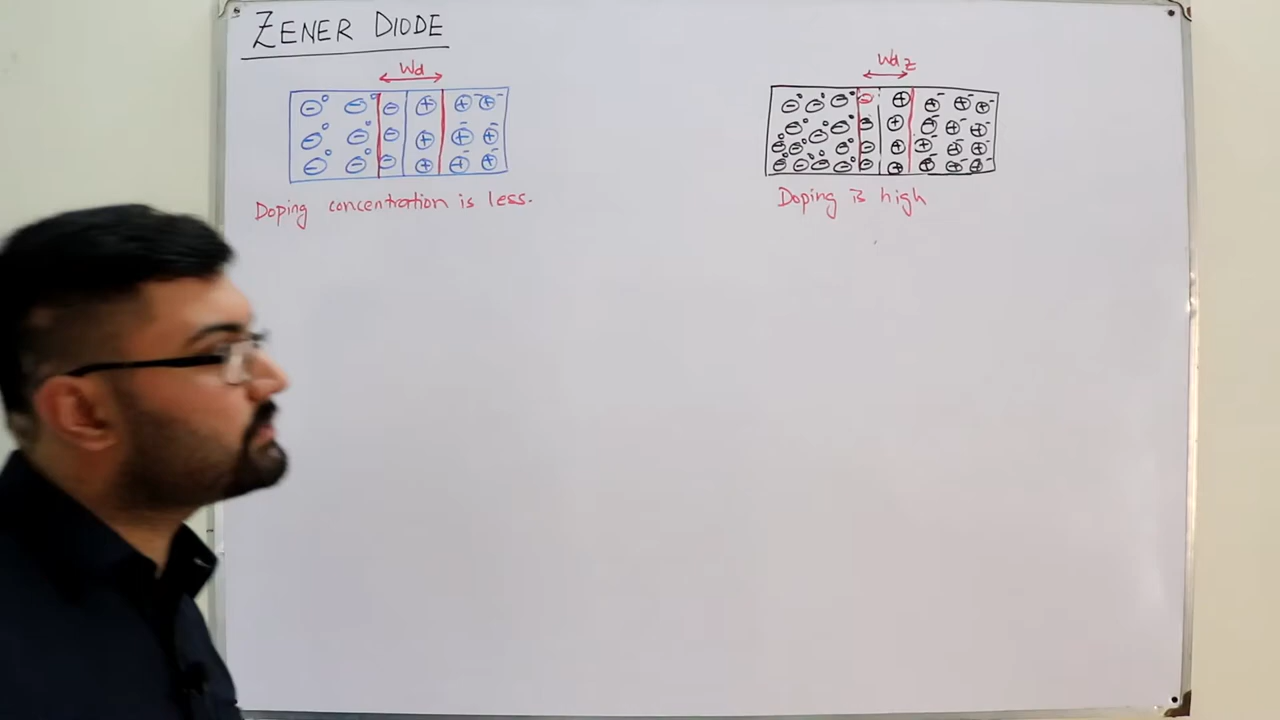 ZENER DIODE
Wd
Wdz
Doping concentration is less.
Doping is high